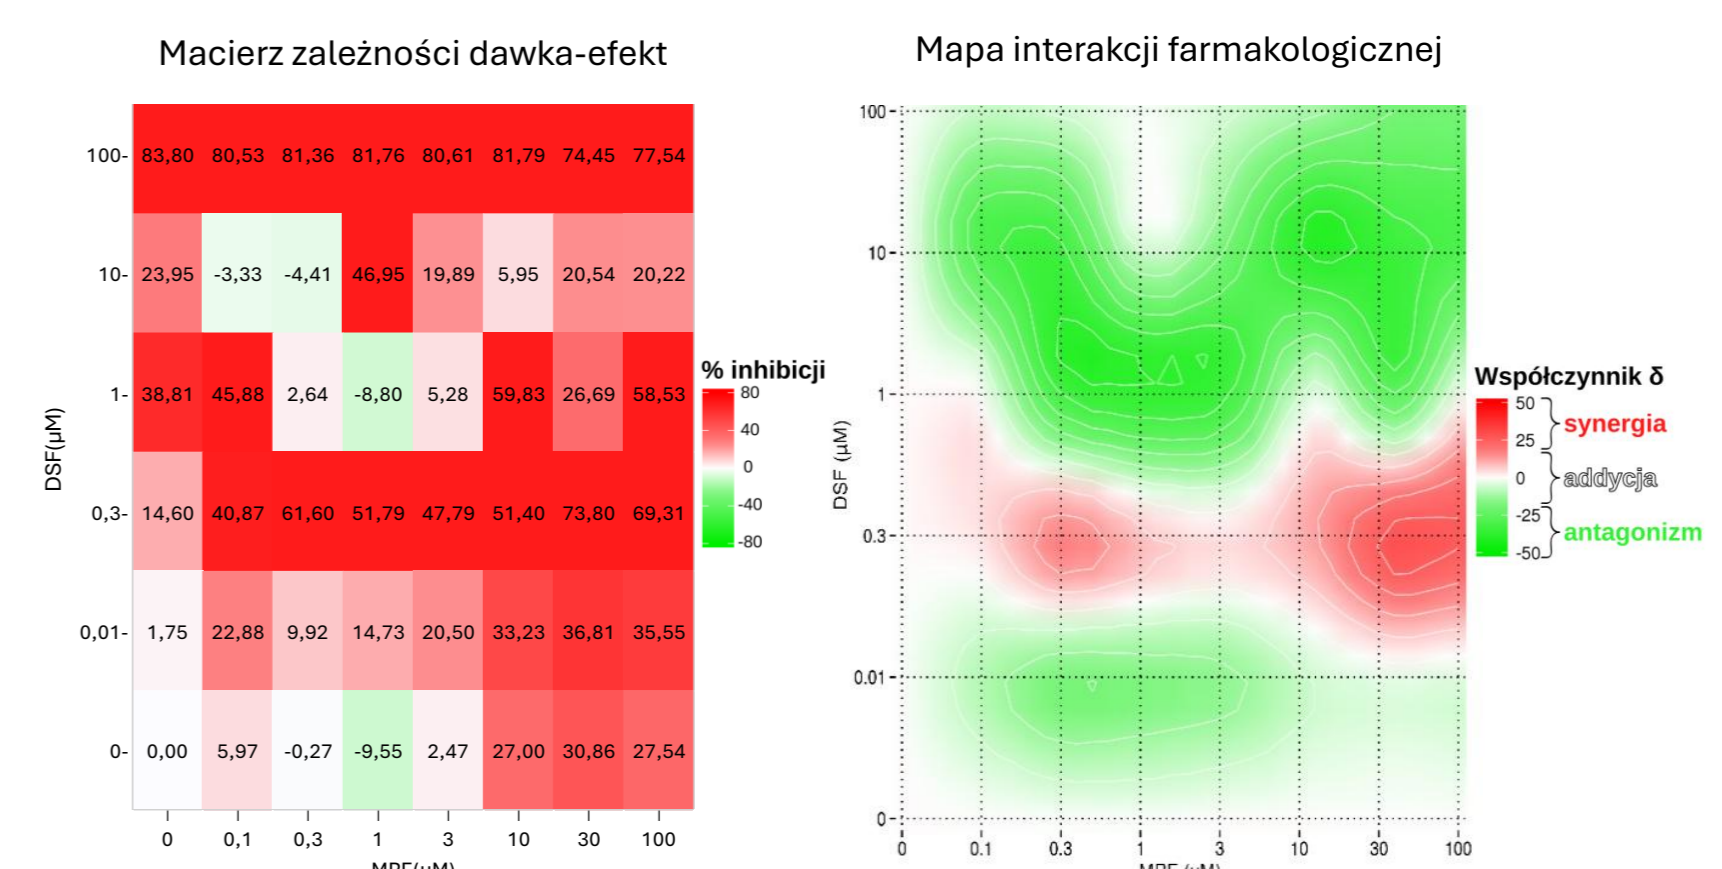 Macierz zależności dawka-efekt
100- 83,80 80,53 81,36 81,76 80,61 81,79 74,45 77,54
10- 23,95 -3,33 -4,41 46,95 19,89 5,95 20,54 20,22
1- 38,81 45,88 2,64 -8,80 5,28 59,83 26,69 58,53
0,3- 14,60 40,87 61,60 51,79 47,79 51,40 73,80 69,31
0,01- 1,75 22,88 9,92 14,73 20,50 33,23 36,81 35,55
0- 0,00 5,97 -0,27 -9,55 2,47 27,00 30,86 27,54
0 0,1 0,3 1 3 10 30 100
DSF(µM)
% inhibicji
80
40
0
-40
-80
Mapa interakcji farmakologicznej
100
10
1
0.3
0.01
0
0 0.1 0.3 1 3 10 30 100
DSF (µM)
Współczynnik δ
50
25
0
-25
-50
synergia
addycja
antagonizm